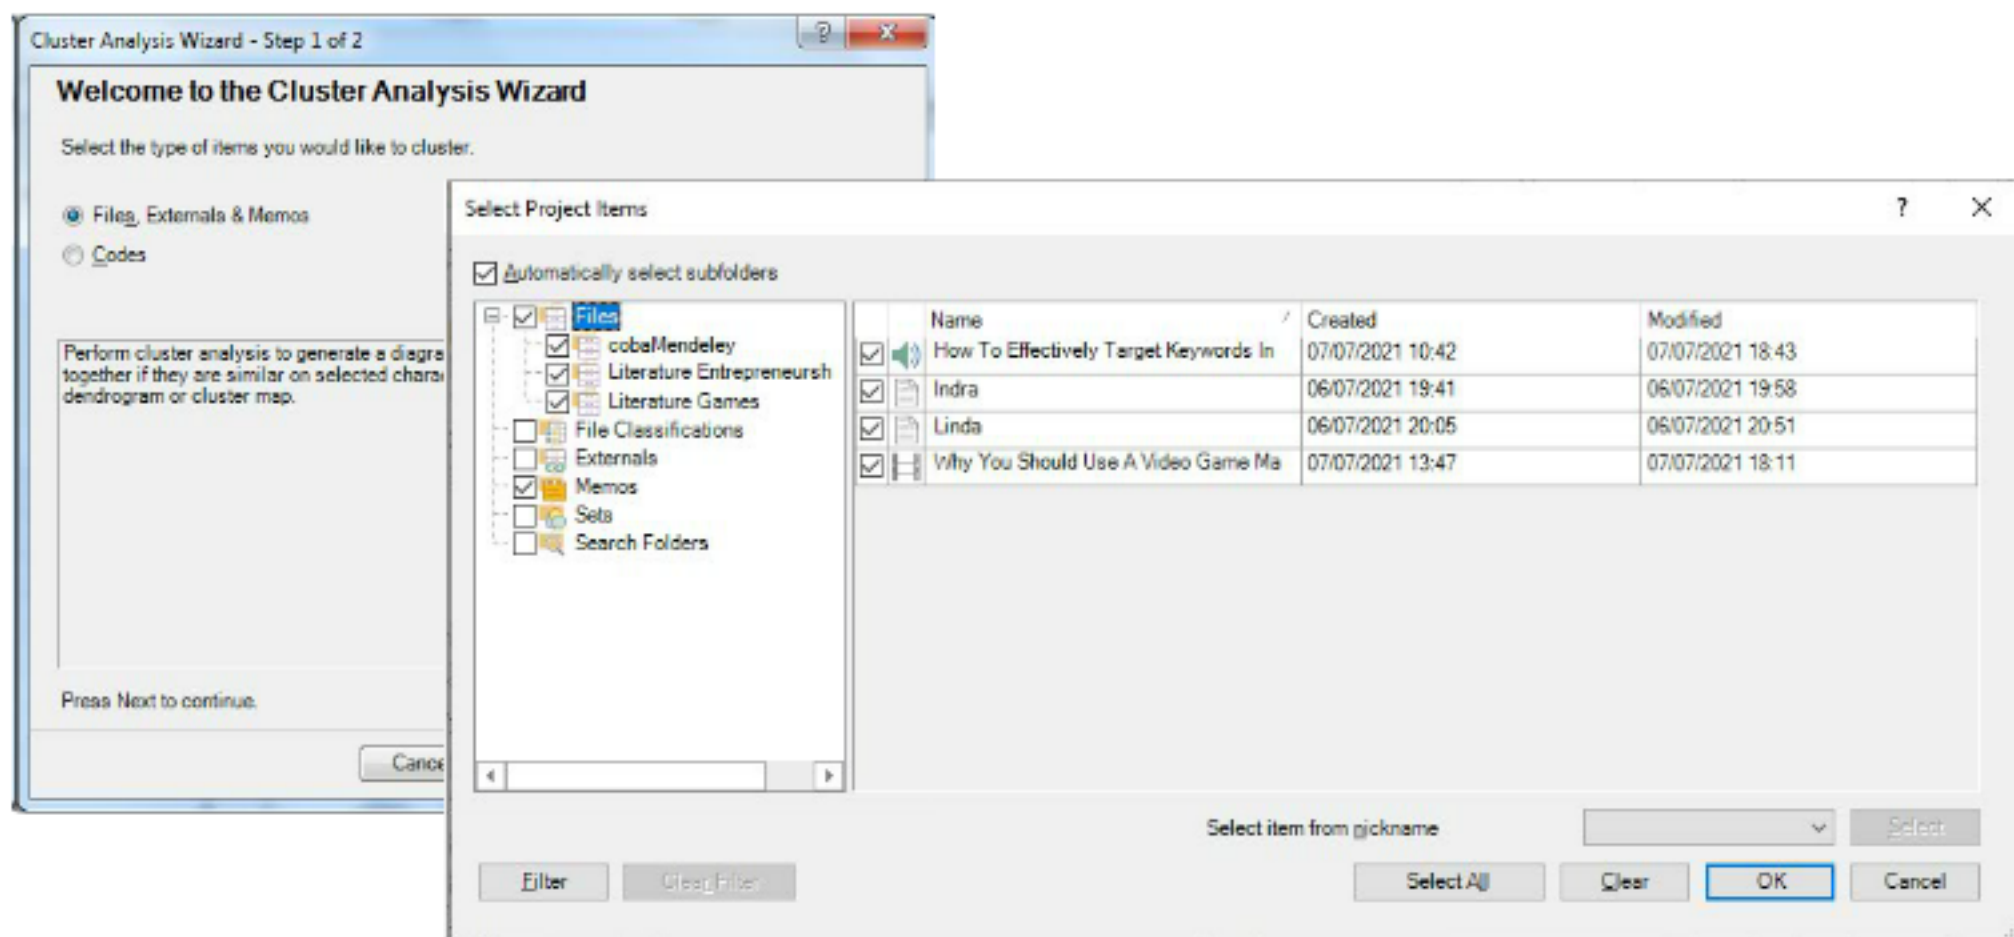 Cluster Analysis Wizard - Step 1 of 2
Welcome to the Cluster Analysis Wizard
Select the type of items you would like to cluster.
Files, Externals & Memos
Codes
Perform cluster analysis to generate a diagra
together if they are similar on selected chara
dendrogram or cluster map.
Press Next to continue.
Cance
Select Project Items
?
Automatically select subfolders
Files
cobaMendeley
Literature Entrepreneursh
Literature Games
File Classifications
Externals
Memos
Sets
Search Folders
Name Created Modified
How To Effectively Target Keywords In 07/07/2021 10:42 07/07/2021 18:43
Indra 06/07/2021 19:41 06/07/2021 19:58
Linda 06/07/2021 20:05 06/07/2021 20:51
Why You Should Use A Video Game Ma 07/07/2021 13:47 07/07/2021 18:11
Select item from nickname
Select
Filter
Clear Filter
Select All
Clear
OK
Cancel